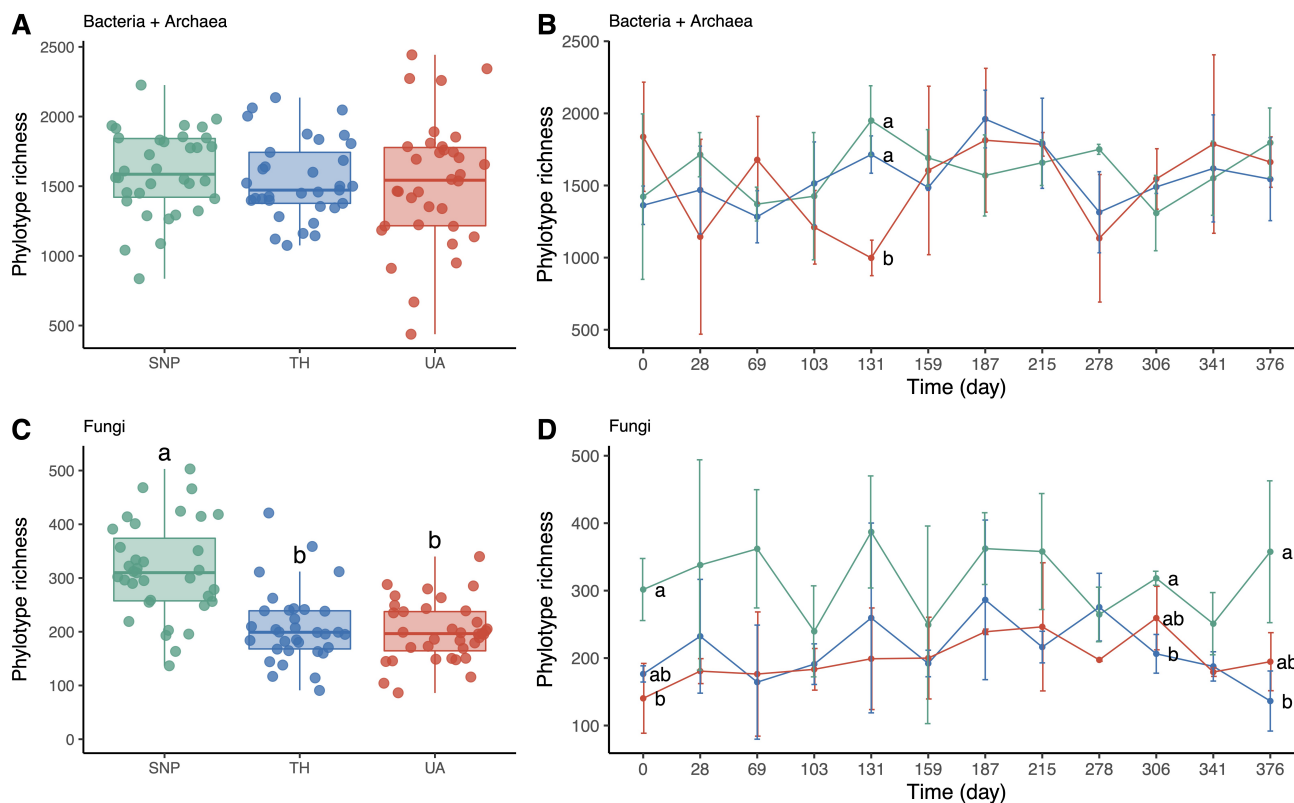 A
Bacteria + Archaea
Phylotype richness
2500
2000
1500
1000
500
SNP
TH
UA
B
Bacteria + Archaea
Phylotype richness
2500
2000
1500
1000
500
a
a
b
0
28
69
103
131
159
187
215
278
306
341
376
Time (day)
C
Fungi
Phylotype richness
500
400
300
200
100
0
a
b
b
SNP
TH
UA
D
Fungi
Phylotype richness
500
400
300
200
100
a
ab
b
a
ab
b
a
ab
b
0
28
69
103
131
159
187
215
278
306
341
376
Time (day)